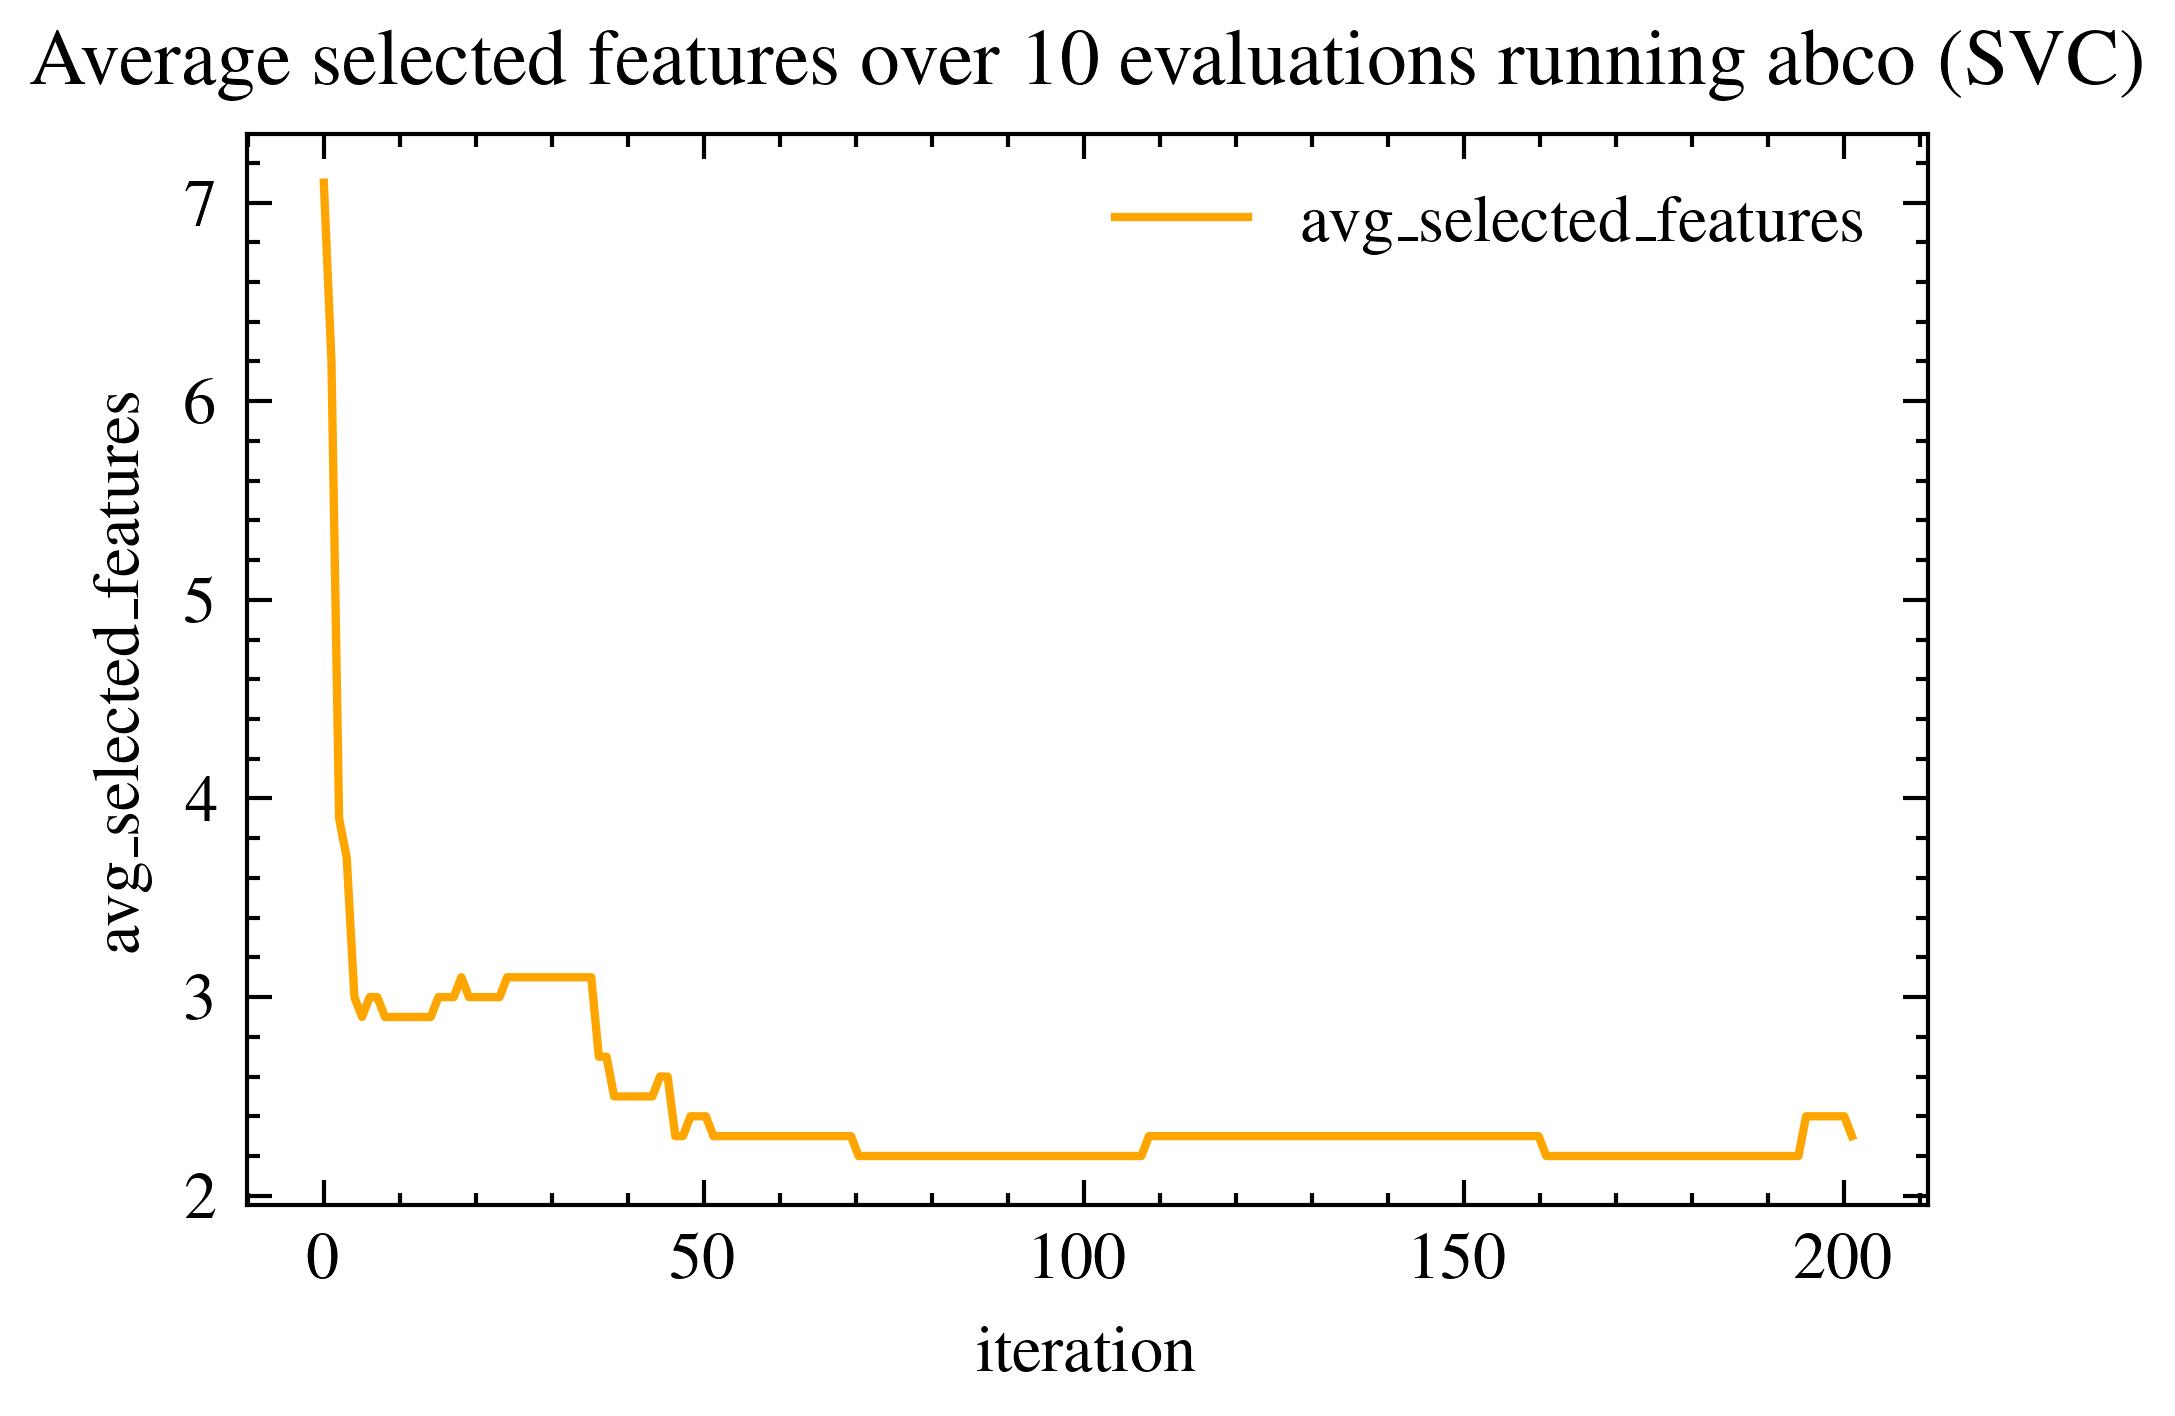 Average selected features over 10 evaluations running abco (SVC)
avg_selected_features
7
6
5
4
3
2
avg_selected_features
0 50 100 150 200
iteration